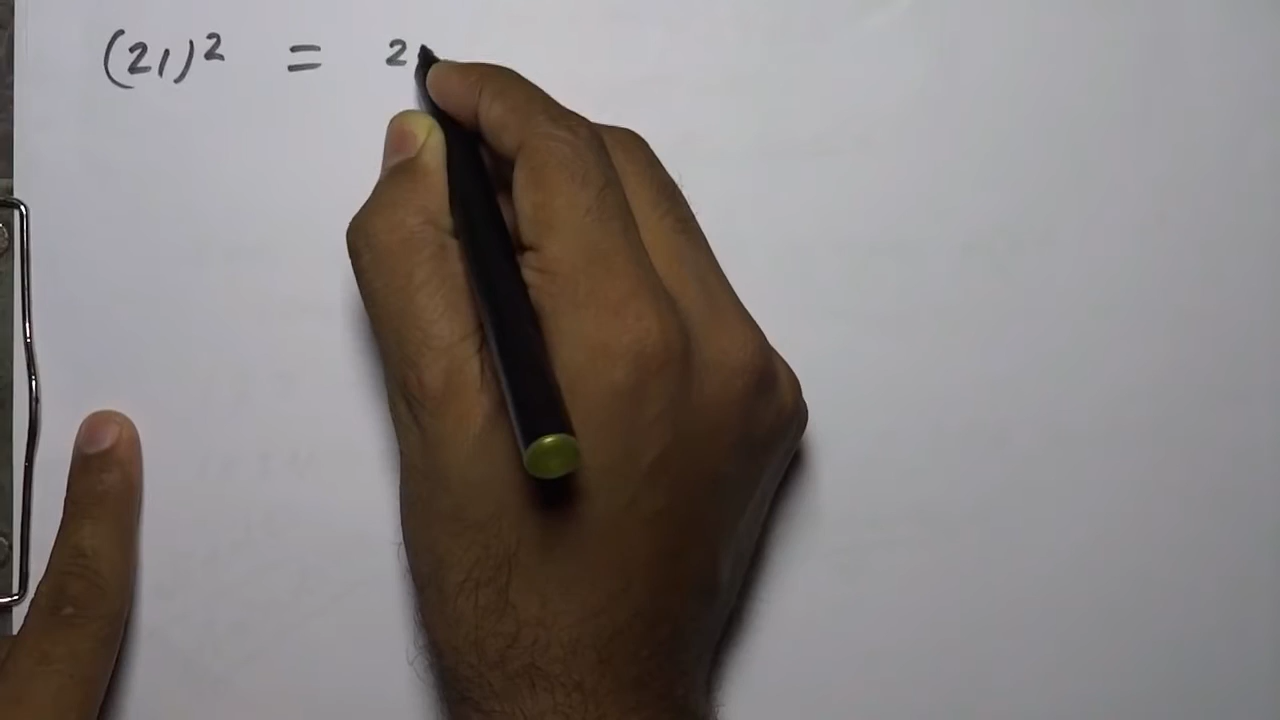 (21)² = 2